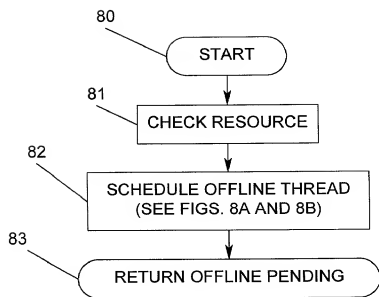 80
START
81
CHECK RESOURCE
82
SCHEDULE OFFLINE THREAD
(SEE FIGS. 8A AND 8B)
83
RETURN OFFLINE PENDING